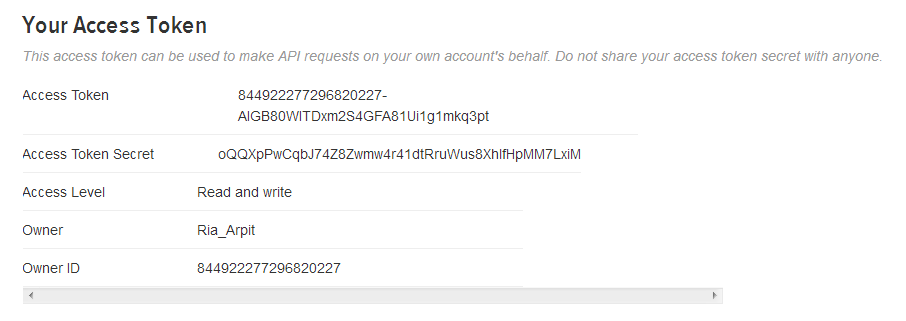 Your Access Token
This access token can be used to make API requests on your own account's behalf. Do not share your access token secret with anyone.
Access Token 844922277296820227-
AlGB80WlTDxm2S4GFA81Ui1g1mkq3pt
Access Token Secret oQQXpPwCqbJ74Z8Zwmw4r41dtRruWus8XhlfHpMM7LxiM
Access Level Read and write
Owner Ria_Arpit
Owner ID 844922277296820227